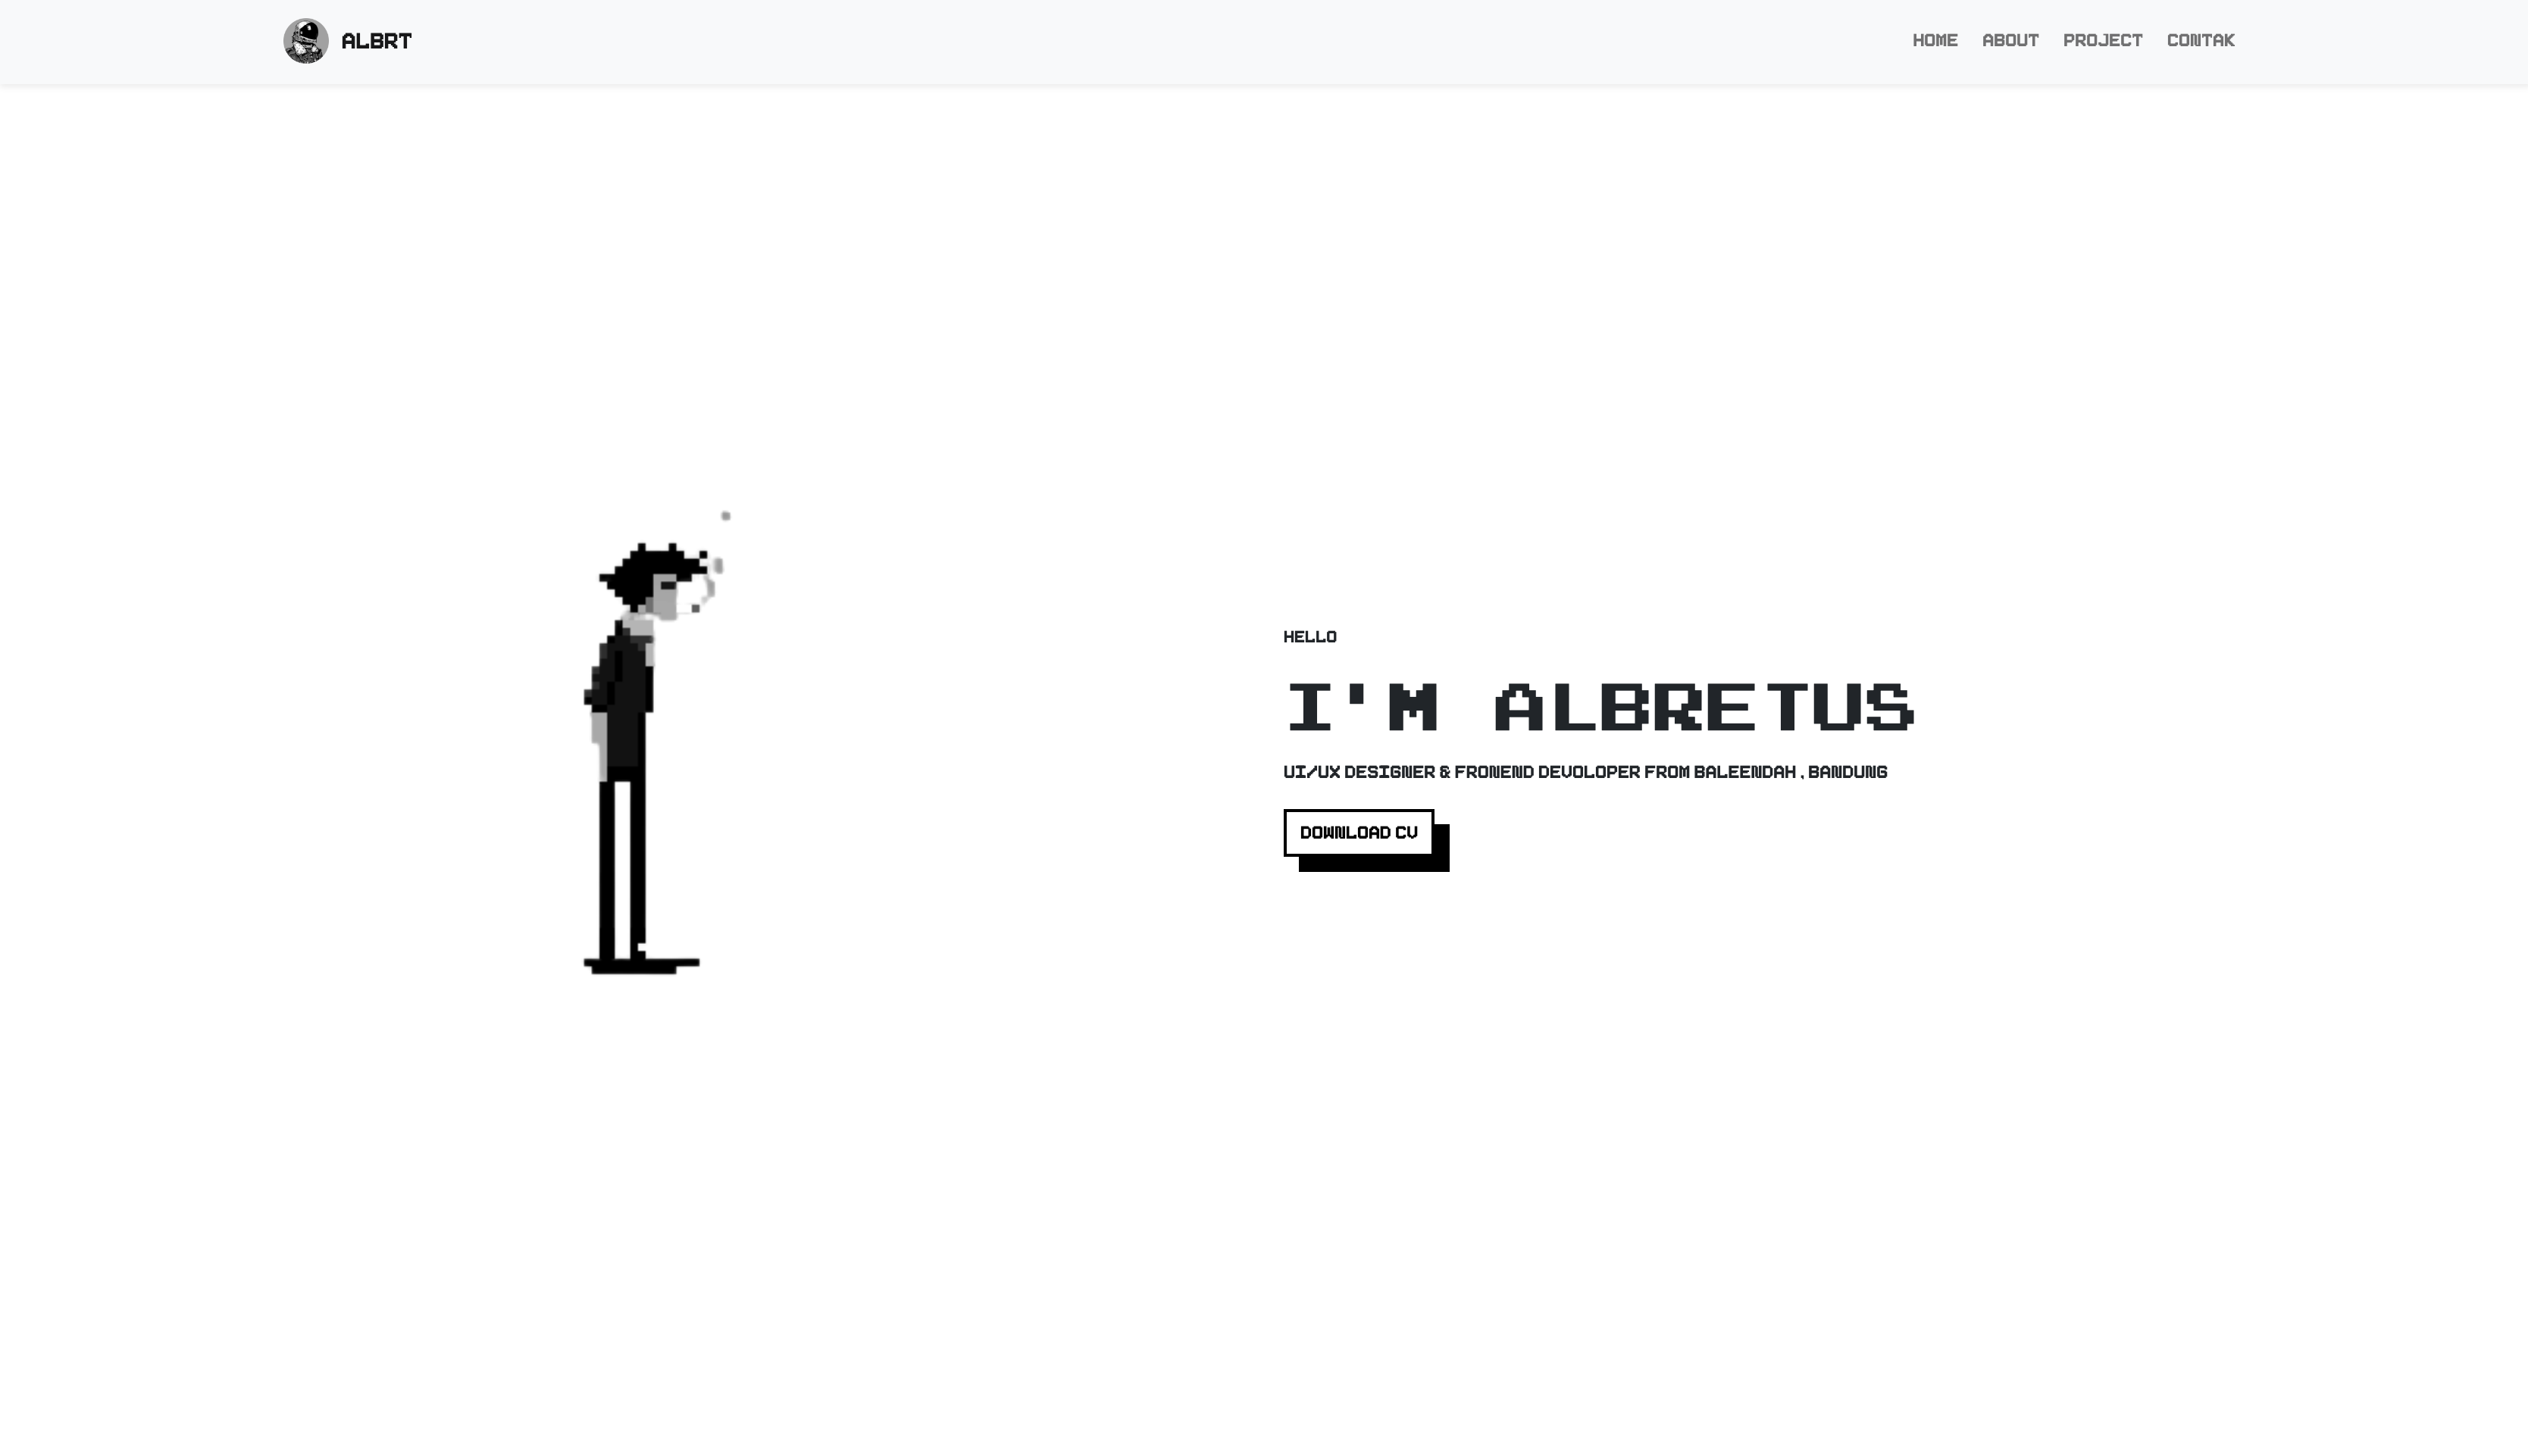 ALBRT
HOME ABOUT PROJECT CONTAK
HELLO
I'M ALBRETUS
UI/UX DESIGNER & FRONEND DEVOLOPER FROM BALEENDAH , BANDUNG
DOWNLOAD CV